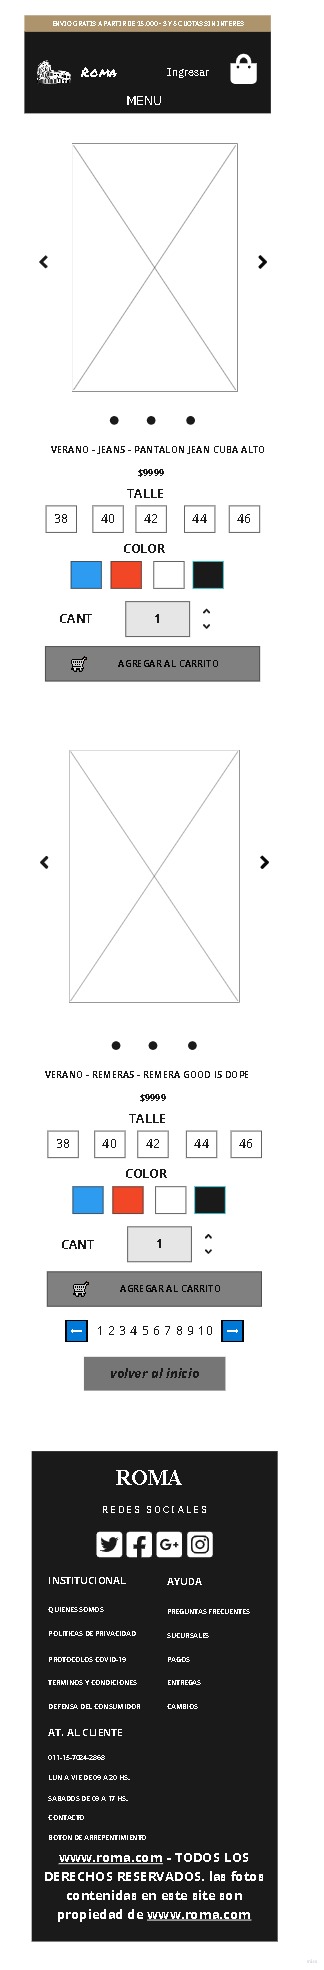 ENVIO GRATIS A PARTIR DE 15.000 - 3 Y 6 CUOTAS SIN INTERES
ROMA
Ingresar
MENU
VERANO - JEANS - PANTALON JEAN CUBA ALTO
$9999
TALLE
38 40 42 44 46
COLOR
CANT 1
AGREGAR AL CARRITO
VERANO - REMERAS - REMERA GOOD IS DOPE
$9999
TALLE
38 40 42 44 46
COLOR
CANT 1
AGREGAR AL CARRITO
1 2 3 4 5 6 7 8 9 10
volver al inicio
ROMA
REDES SOCIALES
INSTITUCIONAL
QUIENES SOMOS
POLITICAS DE PRIVACIDAD
PROTOCOLOS COVID-19
TERMINOS Y CONDICIONES
DEFENSA DEL CONSUMIDOR
AYUDA
PREGUNTAS FRECUENTES
SUCURSALES
PAGOS
ENTREGAS
CAMBIOS
AT. AL CLIENTE
011-15-7024-2868
LUN A VIE DE 09 A 20 HS.
SABADOS DE 09 A 17 HS.
CONTACTO
BOTON DE ARREPENTIMIENTO
www.roma.com - TODOS LOS
DERECHOS RESERVADOS. las fotos
contenidas en este site son
propiedad de www.roma.com